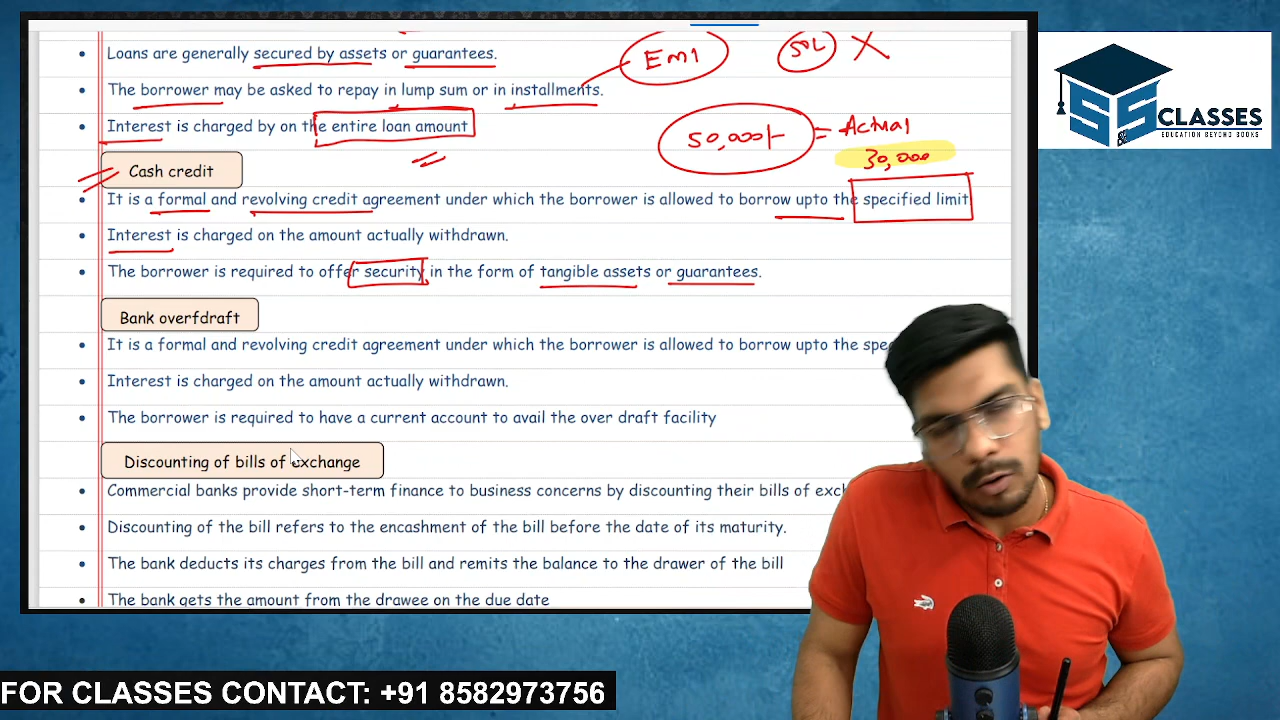 Loans are generally secured by assets or guarantees.
Em1
50L
The borrower may be asked to repay in lump sum or in installments.
Interest is charged by on the entire loan amount
50,000/- = Actual
30,000
Cash credit
It is a formal and revolving credit agreement under which the borrower is allowed to borrow upto the specified limit
Interest is charged on the amount actually withdrawn.
The borrower is required to offer security in the form of tangible assets or guarantees.
Bank overfdraft
It is a formal and revolving credit agreement under which the borrower is allowed to borrow upto the
Interest is charged on the amount actually withdrawn.
The borrower is required to have a current account to avail the over draft facility
Discounting of bills of exchange
Commercial banks provide short-term finance to business concerns by discounting their bills of
Discounting of the bill refers to the encashment of the bill before the date of its maturity.
The bank deducts its charges from the bill and remits the balance to the drawer of the bill
The bank gets the amount from the drawee on the due date
SS CLASSES
EDUCATION BEYOND BOOKS
FOR CLASSES CONTACT: +91 8582973756